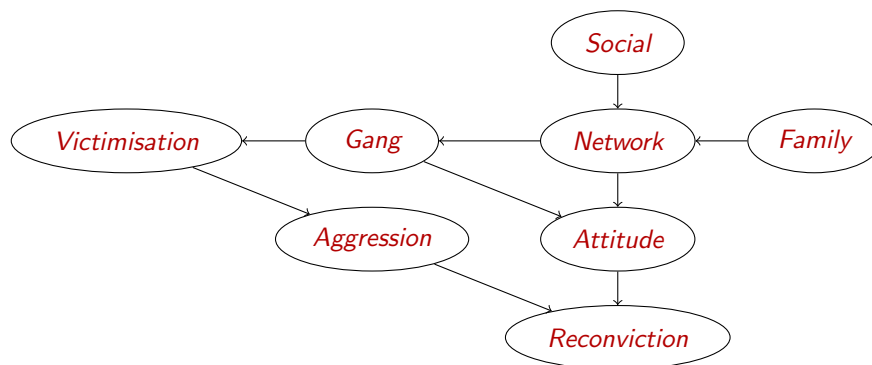 Social
Victimisation
Gang
Network
Family
Aggression
Attitude
Reconviction